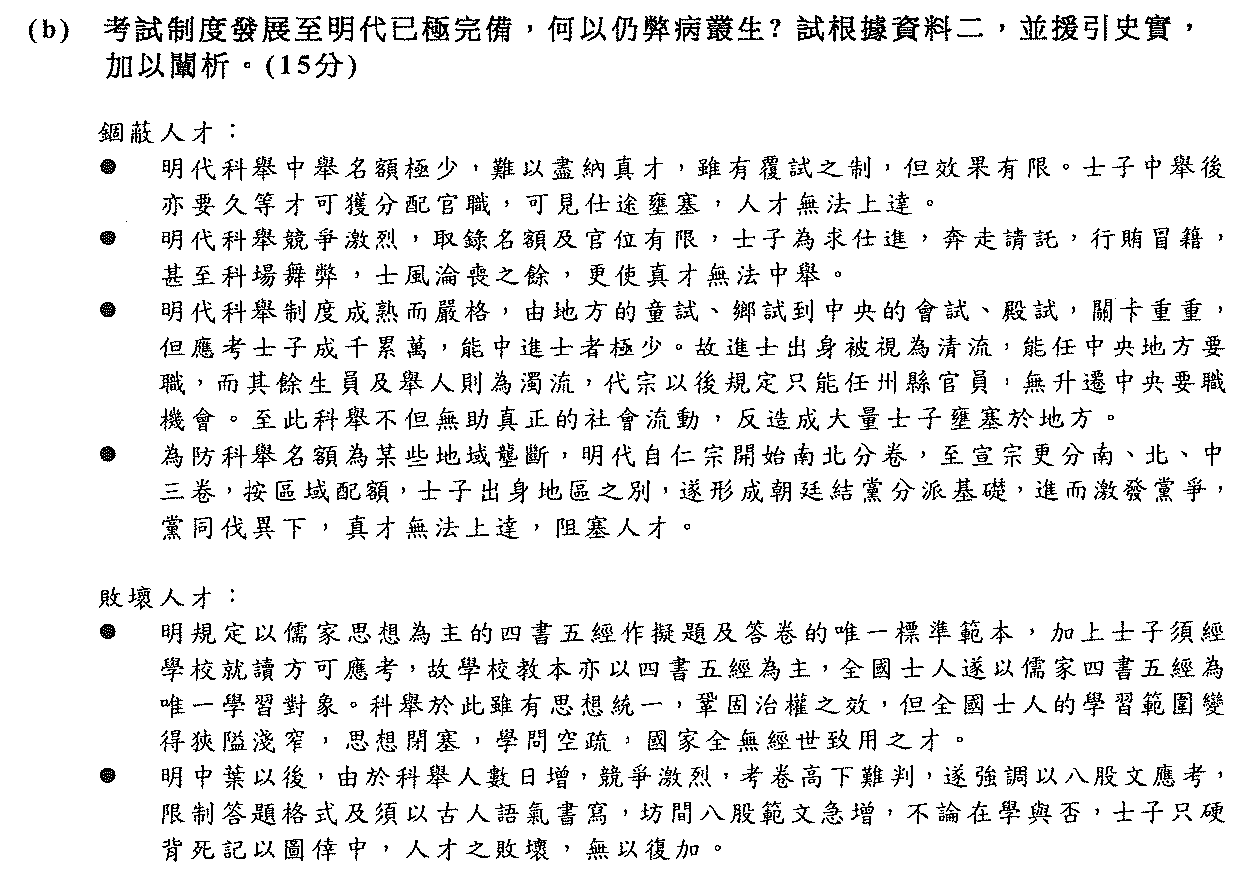 (b) 考試制度發展至明代已極完備，何以仍弊病叢生？試根據資料二，並援引史實，
加以闡析。(15分)
錮蔽人才：
● 明代科舉中舉名額極少，難以盡納真才，雖有覆試之制，但效果有限。士子中舉後
亦要久等才可獲分配官職，可見仕途壅塞，人才無法上達。
● 明代科舉競爭激烈，取錄名額及官位有限，士子為求仕進，奔走請託，行賄冒籍，
甚至科場舞弊，士風淪喪之餘，更使真才無法中舉。
● 明代科舉制度成熟而嚴格，由地方的童試、鄉試到中央的會試、殿試，關卡重重，
但應考士子成千累萬，能中進士者極少。故進士出身被視為清流，能任中央地方要
職，而其餘生員及舉人則為濁流，代宗以後規定只能任州縣官員，無升遷中央要職
機會。至此科舉不但無助真正的社會流動，反造成大量士子壅塞於地方。
● 為防科舉名額為某些地域壟斷，明代自仁宗開始南北分卷，至宣宗更分南、北、中
三卷，按區域配額，士子出身地區之別，遂形成朝廷結黨分派基礎，進而激發黨爭，
黨同伐異下，真才無法上達，阻塞人才。
敗壞人才：
● 明規定以儒家思想為主的四書五經作擬題及答卷的唯一標準範本，加上士子須經
學校就讀方可應考，故學校教本亦以四書五經為主，全國士人遂以儒家四書五經為
唯一學習對象。科舉於此雖有思想統一，鞏固治權之效，但全國士人的學習範圍變
得狹隘淺窄，思想閉塞，學問空疏，國家全無經世致用之才。
● 明中葉以後，由於科舉人數日增，競爭激烈，考卷高下難判，遂強調以八股文應考，
限制答題格式及須以古人語氣書寫，坊間八股範文急增，不論在學與否，士子只硬
背死記以圖倖中，人才之敗壞，無以復加。